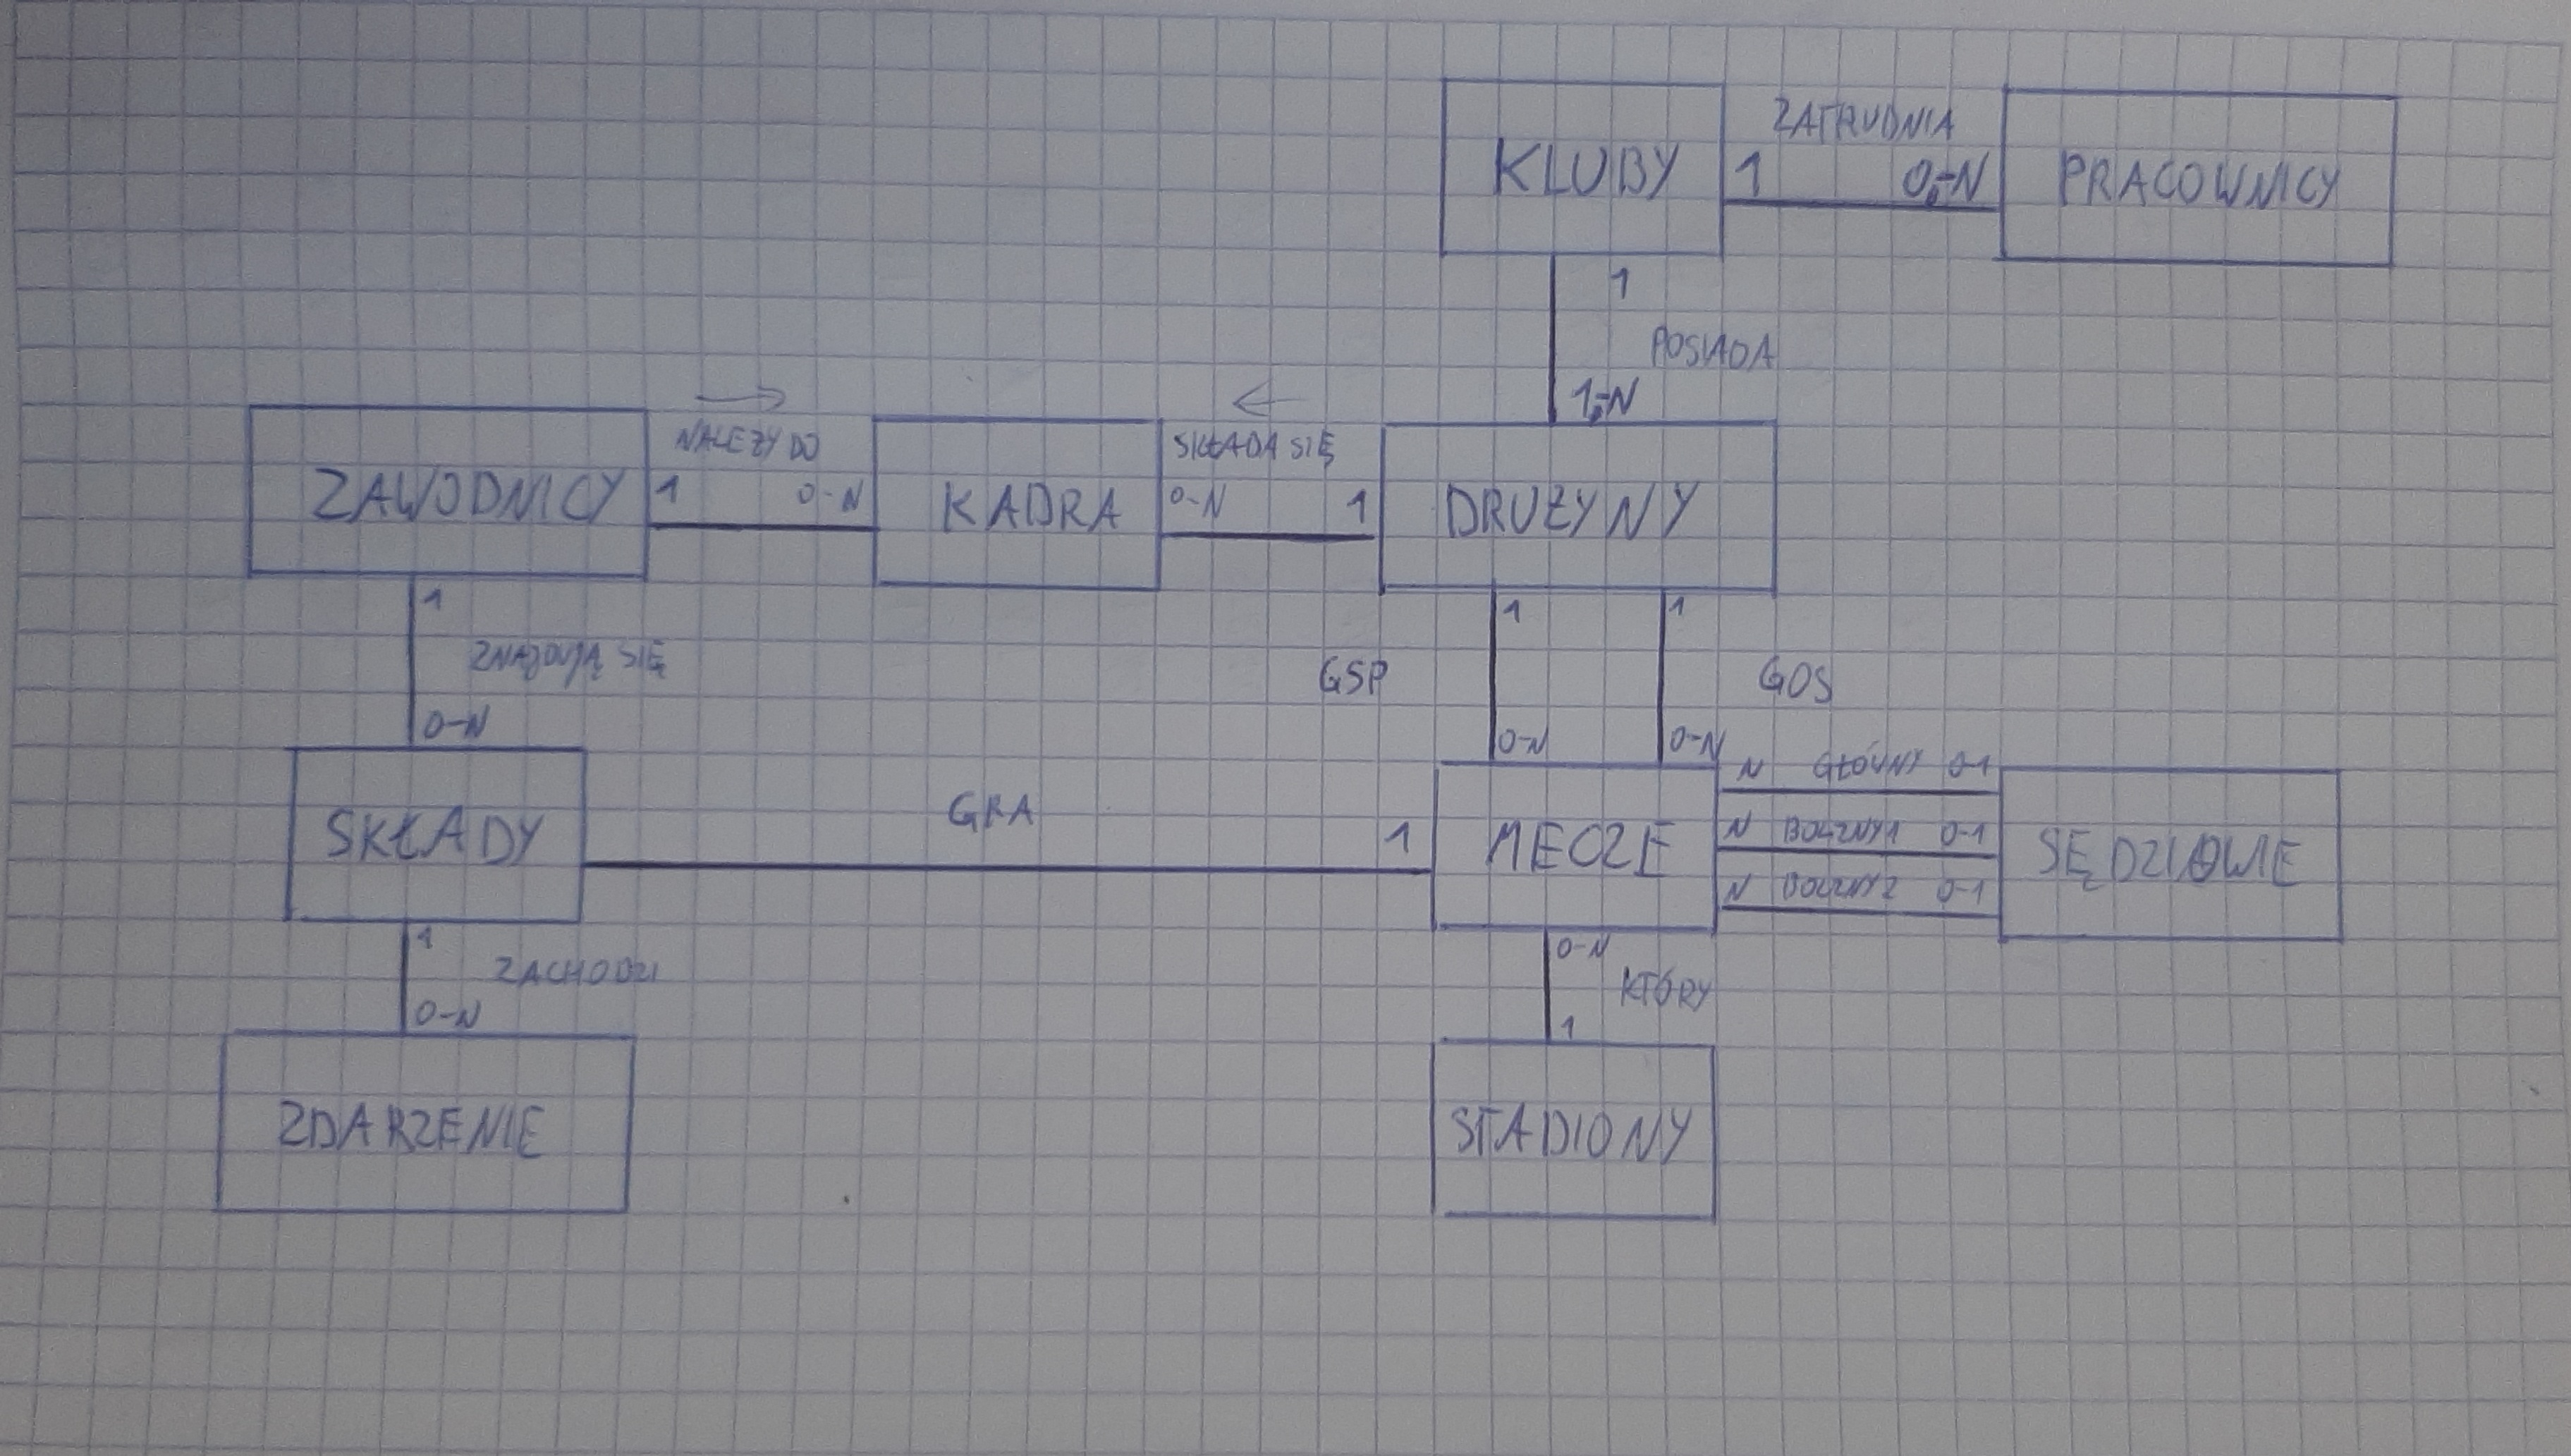 KLUBY
ZATRUDNIA
1
0,-N
PRACOWNICY
1
POSIADA
1,-N
ZAWODNICY
NALEŻY DO
1
0-N
KADRA
SKŁADA SIĘ
0-N
1
DRUŻYNY
1
ZNAJDUJĄ SIĘ
0-N
1
1
GSP
GOS
0-N
0-N
SKŁADY
GRA
1
MECZE
N GŁÓWNY 0-1
N BOCZNY1 0-1
N BOCZNY2 0-1
SĘDZIOWIE
1
ZACHODZI
0-N
0-N
KTÓRY
1
ZDARZENIE
STADIONY